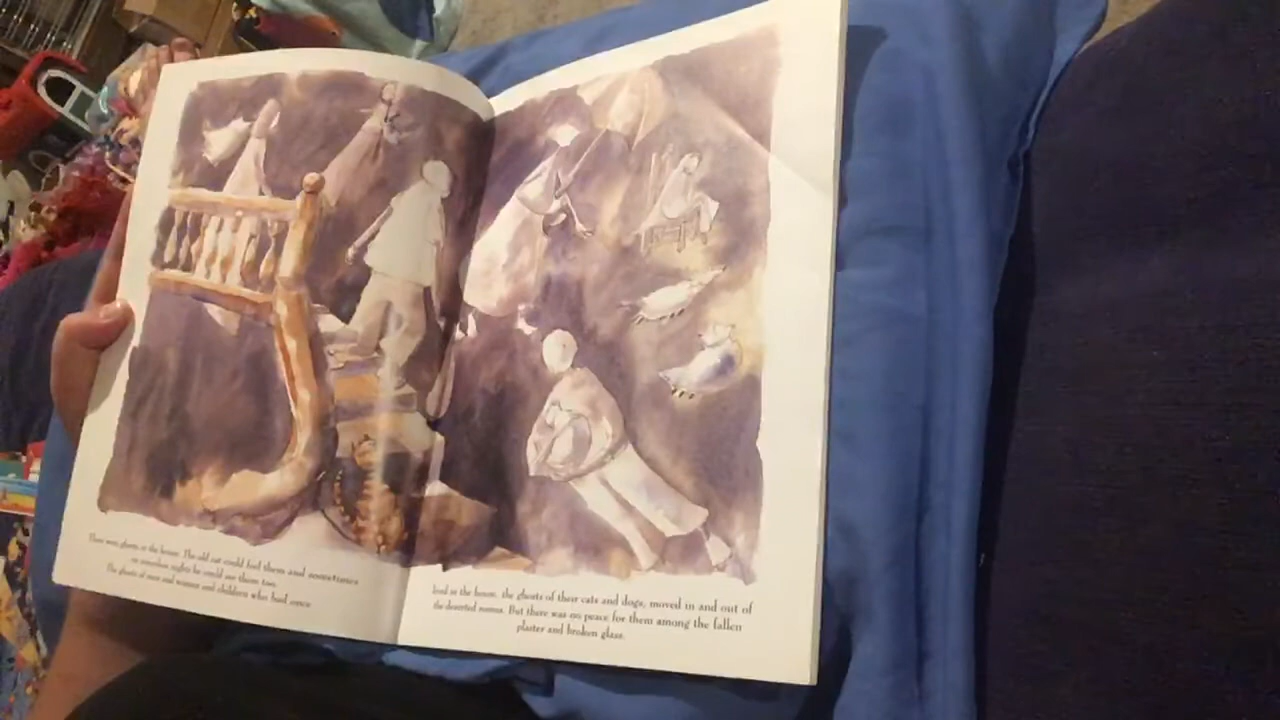 There were ghosts in the house. The old cat could feel them and sometimes
on moonless nights he could see them too.
The ghosts of men and women and children who had once
lived in the house, the ghosts of their cats and dogs, moved in and out of
the deserted rooms. But there was no peace for them among the fallen
plaster and broken glass.